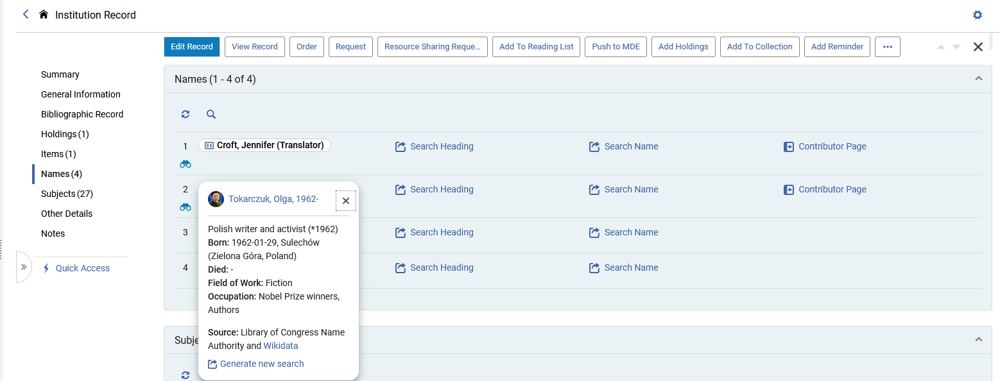 Institution Record
Edit Record View Record Order Request Resource Sharing Reque... Add To Reading List Push to MDE Add Holdings Add To Collection Add Reminder ...
Summary
General Information
Bibliographic Record
Holdings (1)
Items (1)
Names (4)
Subjects (27)
Other Details
Notes
Quick Access
Names (1 - 4 of 4)
1 Croft, Jennifer (Translator) Search Heading Search Name Contributor Page
2 Search Heading Search Name Contributor Page
3 Search Heading Search Name
4 Search Heading Search Name
Tokarczuk, Olga, 1962-
Polish writer and activist (*1962)
Born: 1962-01-29, Sulechów
(Zielona Góra, Poland)
Died: -
Field of Work: Fiction
Occupation: Nobel Prize winners,
Authors
Source: Library of Congress Name
Authority and Wikidata
Generate new search
Subje